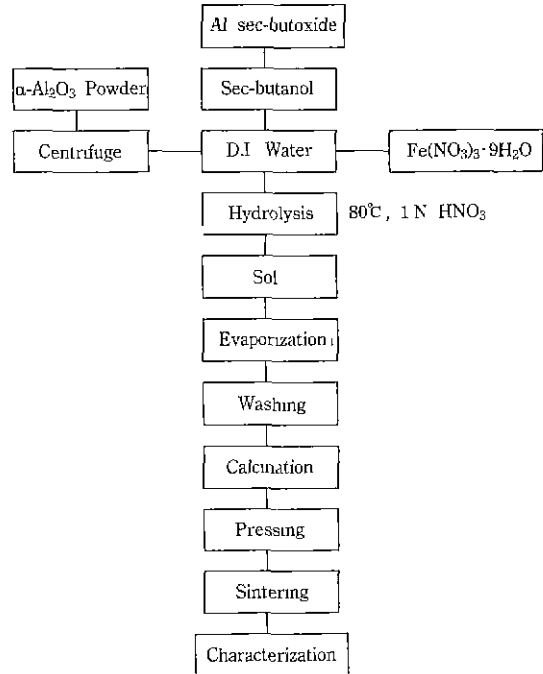 Al sec-butoxide
α-Al₂O₃ Powder
Sec-butanol
Centrifuge
D.I Water
Fe(NO₃)₃·9H₂O
Hydrolysis
80℃, 1 N HNO₃
Sol
Evaporization
Washing
Calcination
Pressing
Sintering
Characterization